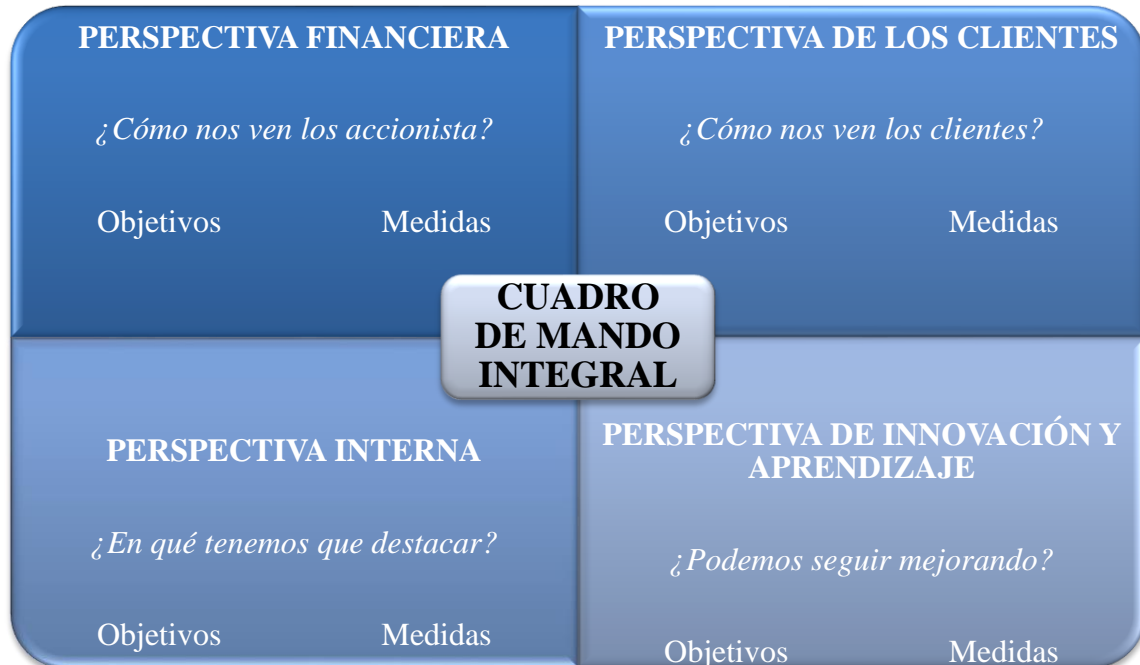 PERSPECTIVA FINANCIERA
¿Cómo nos ven los accionista?
Objetivos Medidas
PERSPECTIVA DE LOS CLIENTES
¿Cómo nos ven los clientes?
Objetivos Medidas
CUADRO
DE MANDO
INTEGRAL
PERSPECTIVA INTERNA
¿En qué tenemos que destacar?
Objetivos Medidas
PERSPECTIVA DE INNOVACIÓN Y
APRENDIZAJE
¿Podemos seguir mejorando?
Objetivos Medidas